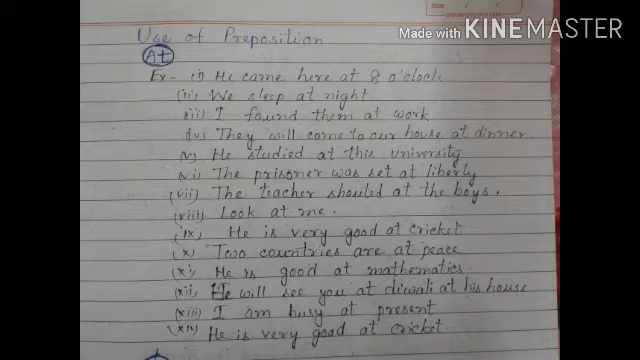 Date: / /
Made with KINEMASTER
Use of Preposition
At
Ex- (i) He came here at 8 o'clock
(ii) We sleep at night
(iii) I found them at work
(iv) They will come to our house at dinner.
(v) He studied at this university
(vi) The prisoner was set at liberty
(vii) The teacher shouted at the boys.
(viii) Look at me.
(ix) He is very good at cricket
(x) Two countries are at peace
(xi) He is good at mathematics.
(xii) He will see you at diwali at his house
(xiii) I am busy at present
(xiv) He is very good at cricket